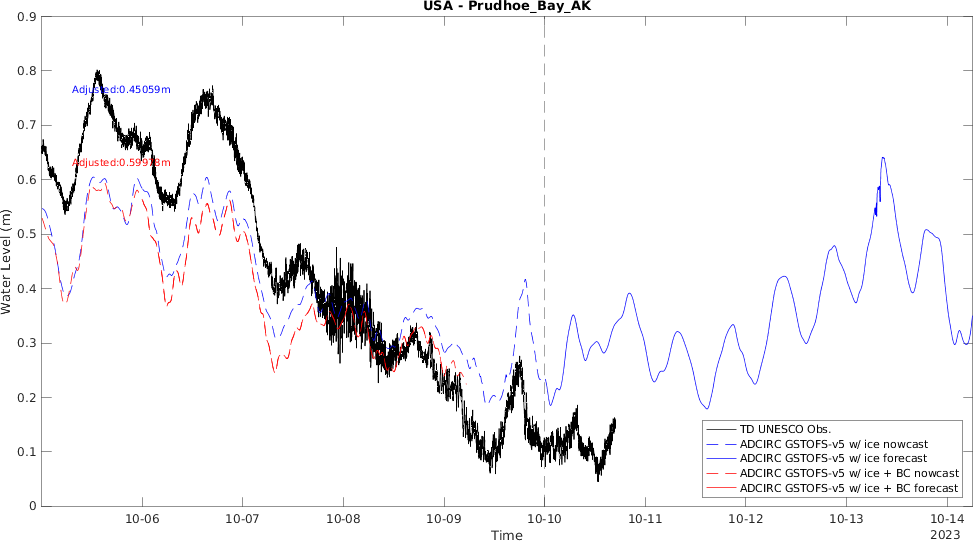 USA - Prudhoe_Bay_AK
0.9
0.8
0.7
0.6
0.5
0.4
0.3
0.2
0.1
0
Water Level (m)
Adjusted:0.45059m
Adjusted:0.59973m
TD UNESCO Obs.
ADCIRC GSTOFS-v5 w/ ice nowcast
ADCIRC GSTOFS-v5 w/ ice forecast
ADCIRC GSTOFS-v5 w/ ice + BC nowcast
ADCIRC GSTOFS-v5 w/ ice + BC forecast
10-06 10-07 10-08 10-09 10-10 10-11 10-12 10-13 10-14
Time
2023